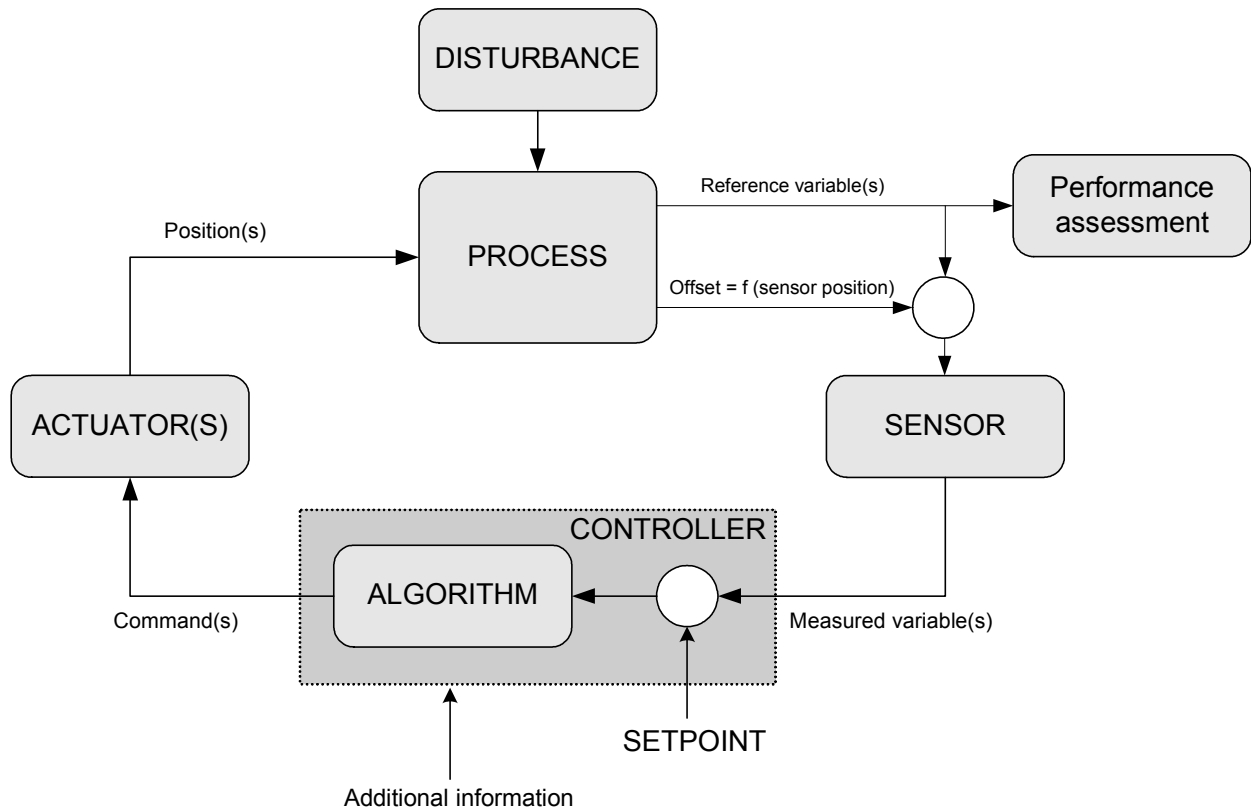 DISTURBANCE
Reference variable(s)
Performance
assessment
Position(s)
PROCESS
Offset = f (sensor position)
ACTUATOR(S)
SENSOR
CONTROLLER
ALGORITHM
Command(s)
Measured variable(s)
SETPOINT
Additional information